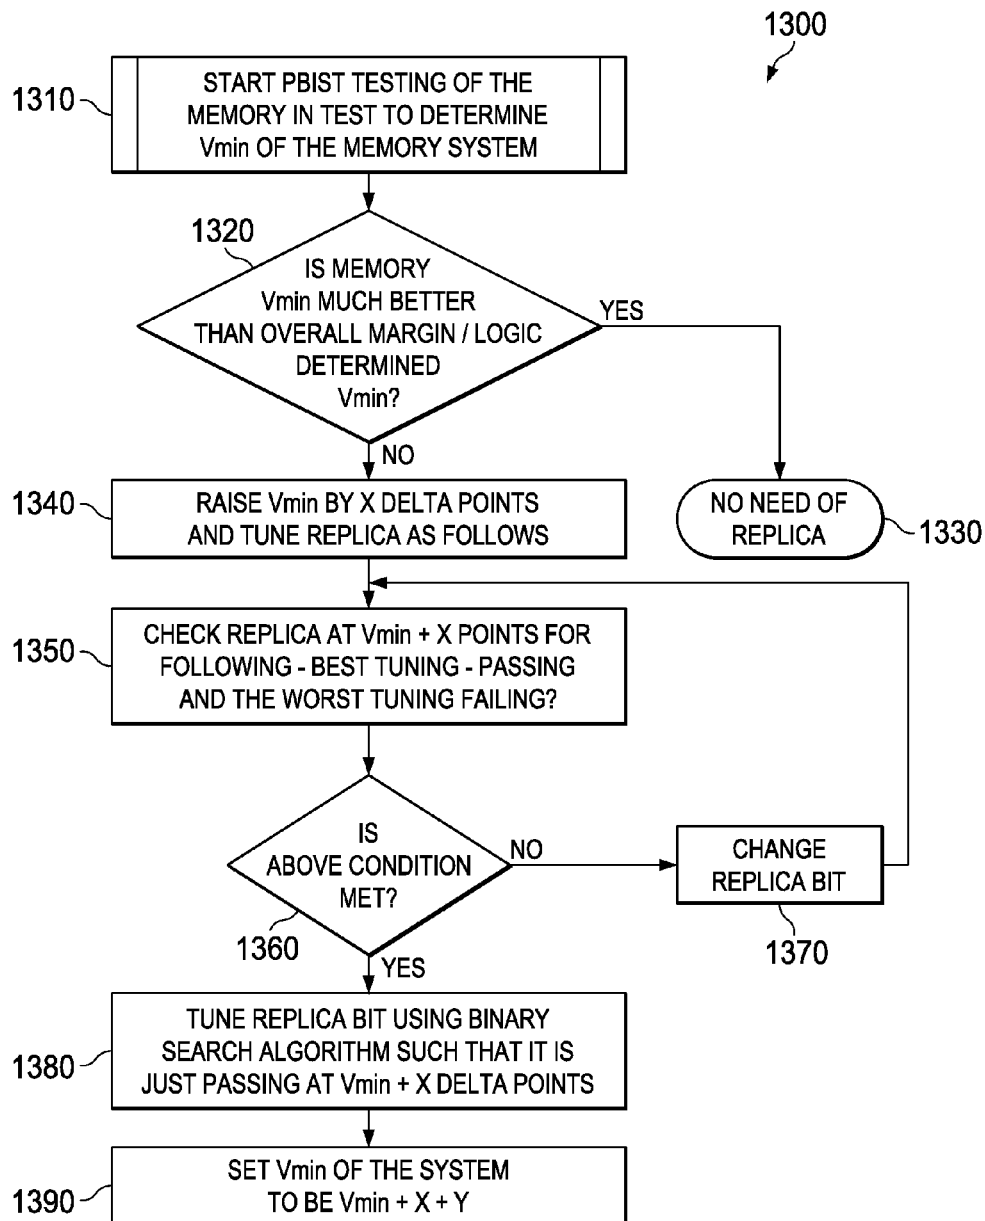 1300
1310
START PBIST TESTING OF THE
MEMORY IN TEST TO DETERMINE
Vmin OF THE MEMORY SYSTEM
1320
IS MEMORY
Vmin MUCH BETTER
THAN OVERALL MARGIN / LOGIC
DETERMINED
Vmin?
YES
NO
1340
RAISE Vmin BY X DELTA POINTS
AND TUNE REPLICA AS FOLLOWS
NO NEED OF
REPLICA
1330
1350
CHECK REPLICA AT Vmin + X POINTS FOR
FOLLOWING - BEST TUNING - PASSING
AND THE WORST TUNING FAILING?
IS
ABOVE CONDITION
MET?
1360
NO
CHANGE
REPLICA BIT
1370
YES
1380
TUNE REPLICA BIT USING BINARY
SEARCH ALGORITHM SUCH THAT IT IS
JUST PASSING AT Vmin + X DELTA POINTS
1390
SET Vmin OF THE SYSTEM
TO BE Vmin + X + Y